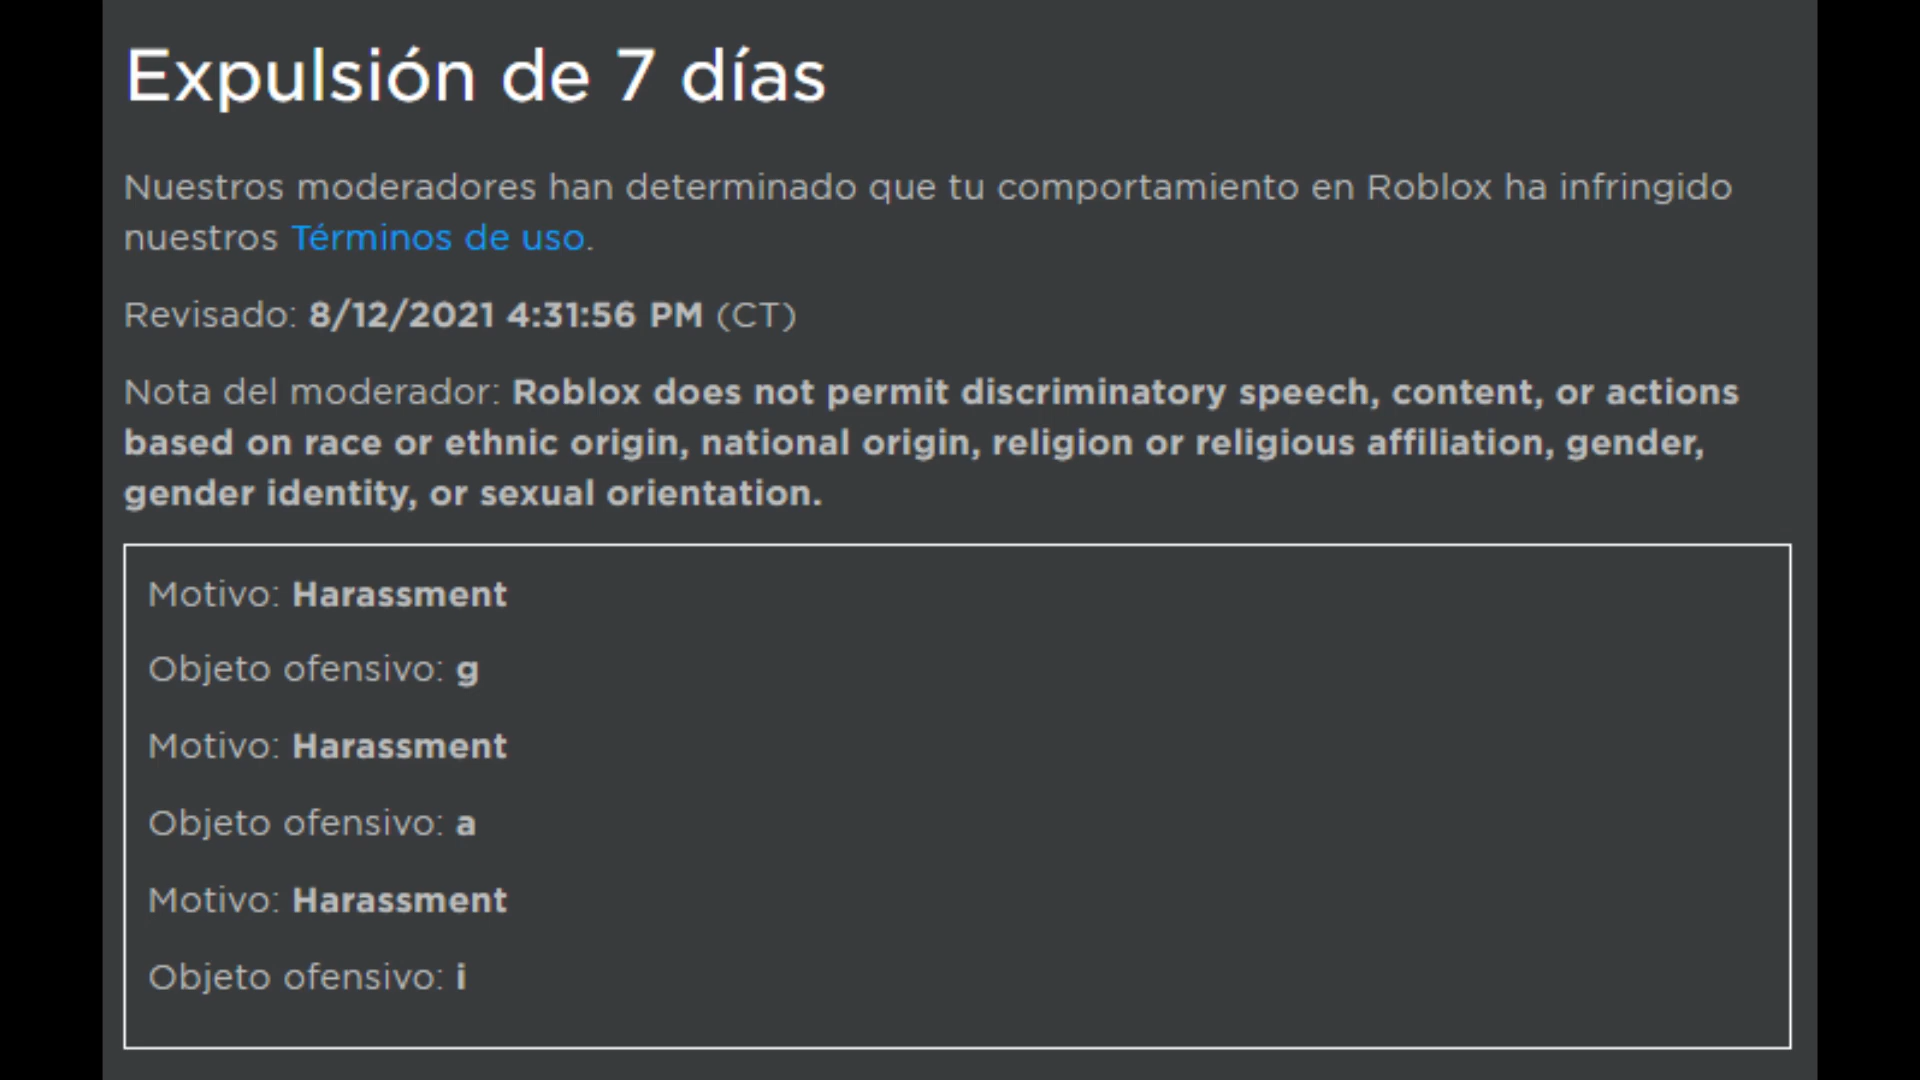 Expulsión de 7 días
Nuestros moderadores han determinado que tu comportamiento en Roblox ha infringido
nuestros Términos de uso.
Revisado: 8/12/2021 4:31:56 PM (CT)
Nota del moderador: Roblox does not permit discriminatory speech, content, or actions
based on race or ethnic origin, national origin, religion or religious affiliation, gender,
gender identity, or sexual orientation.
Motivo: Harassment
Objeto ofensivo: g
Motivo: Harassment
Objeto ofensivo: a
Motivo: Harassment
Objeto ofensivo: i